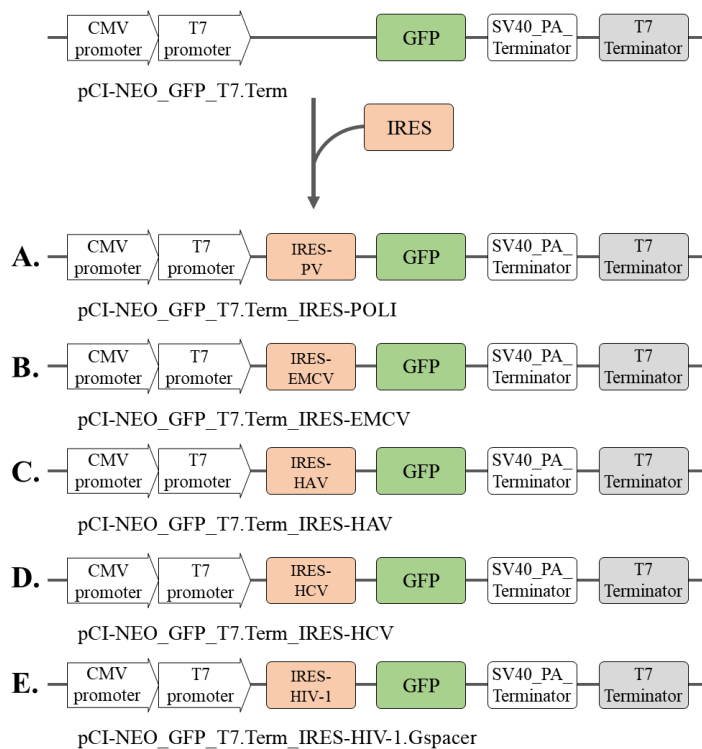 CMV promoter T7 promoter GFP SV40_PA_ Terminator T7 Terminator
pCI-NEO_GFP_T7.Term
IRES
A. CMV promoter T7 promoter IRES- PV GFP SV40_PA_ Terminator T7 Terminator
pCI-NEO_GFP_T7.Term_IRES-POLI
B. CMV promoter T7 promoter IRES- EMCV GFP SV40_PA_ Terminator T7 Terminator
pCI-NEO_GFP_T7.Term_IRES-EMCV
C. CMV promoter T7 promoter IRES- HAV GFP SV40_PA_ Terminator T7 Terminator
pCI-NEO_GFP_T7.Term_IRES-HAV
D. CMV promoter T7 promoter IRES- HCV GFP SV40_PA_ Terminator T7 Terminator
pCI-NEO_GFP_T7.Term_IRES-HCV
E. CMV promoter T7 promoter IRES- HIV-1 GFP SV40_PA_ Terminator T7 Terminator
pCI-NEO_GFP_T7.Term_IRES-HIV-1.Gspacer